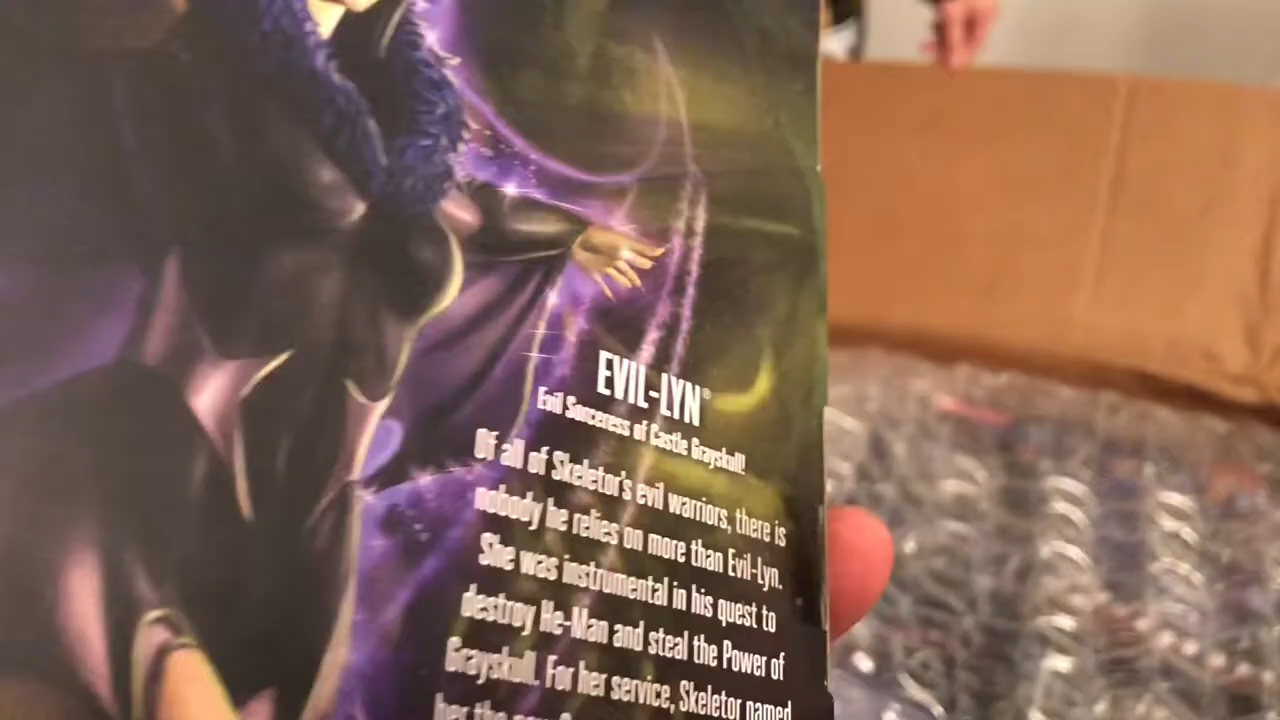 EVIL-LYN®
Evil Sorceress of Castle Grayskull!
Of all of Skeletor's evil warriors, there is
nobody he relies on more than Evil-Lyn.
She was instrumental in his quest to
destroy He-Man and steal the Power of
Grayskull. For her service, Skeletor named
her the